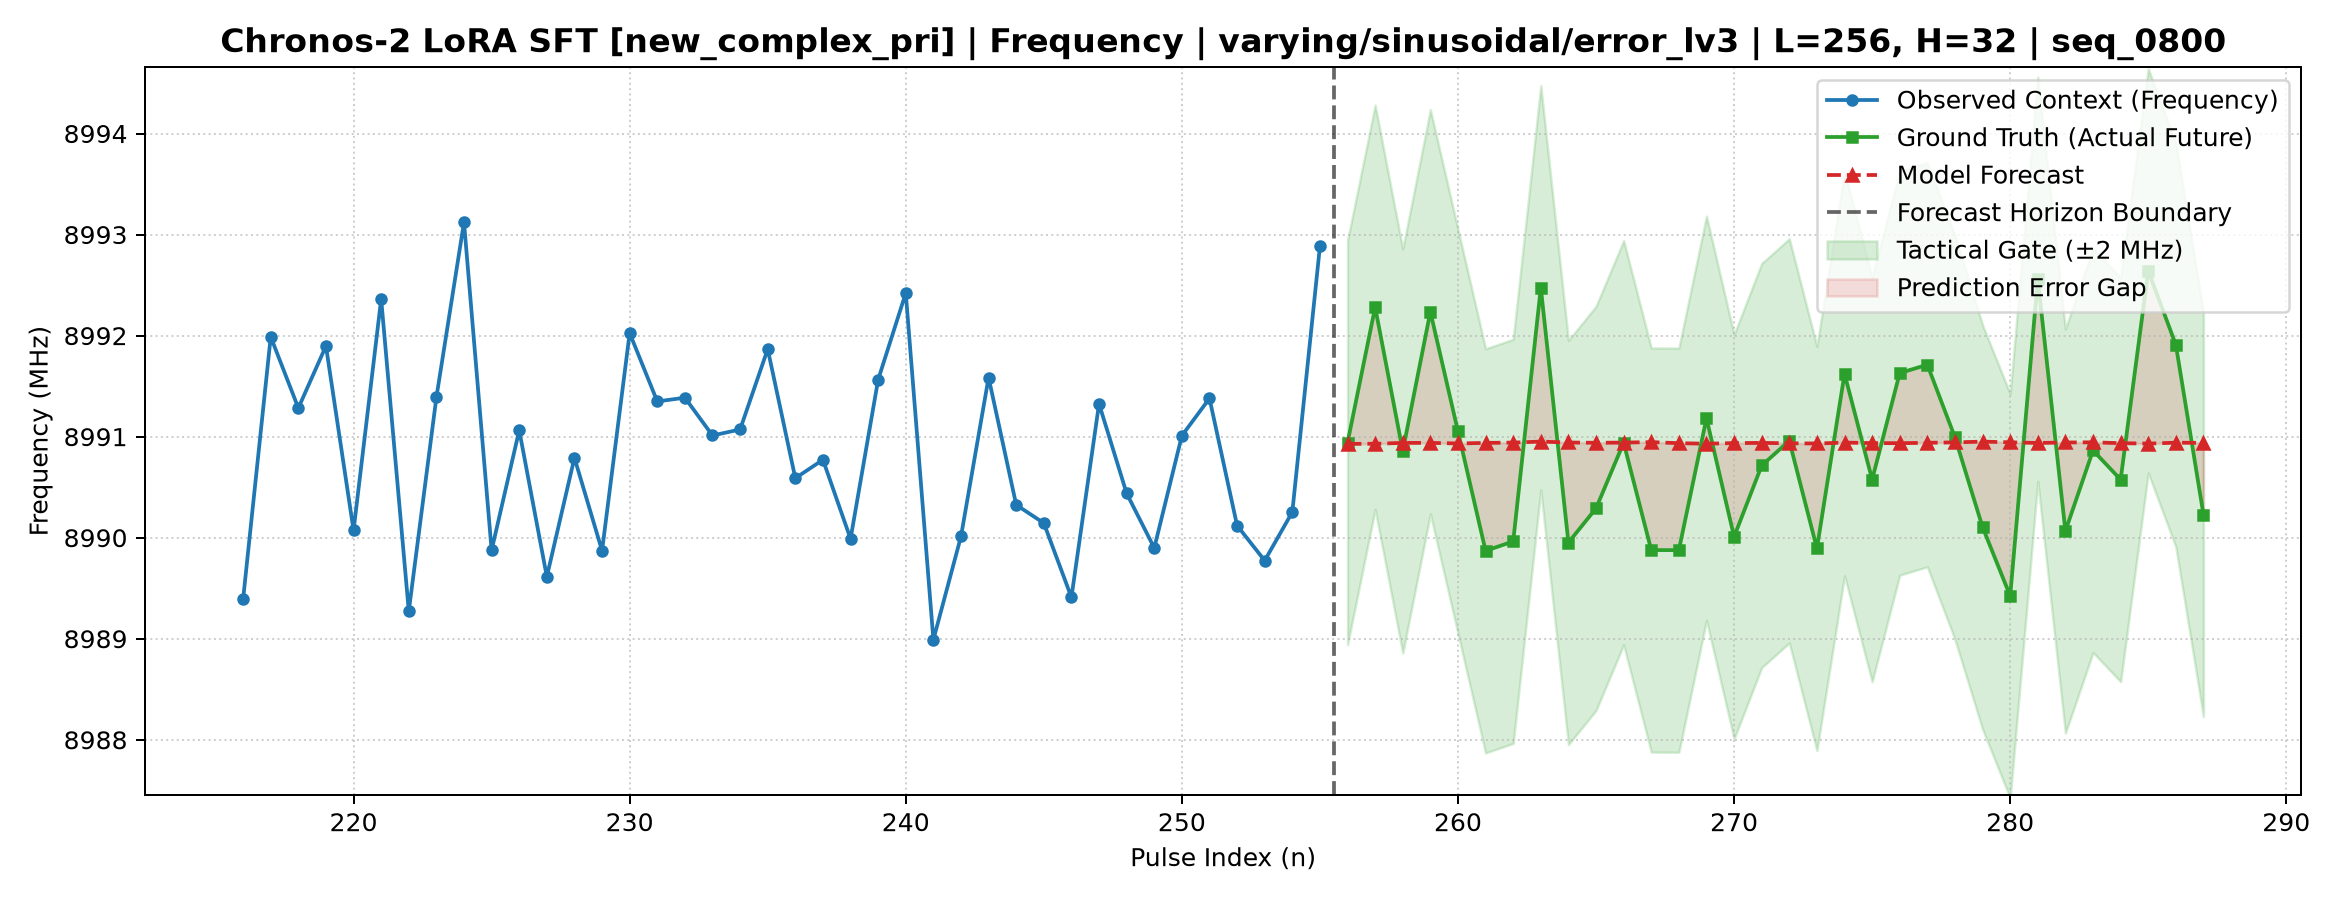 Chronos-2 LoRA SFT [new_complex_pri] | Frequency | varying/sinusoidal/error_lv3 | L=256, H=32 | seq_0800
Observed Context (Frequency)
Ground Truth (Actual Future)
Model Forecast
Forecast Horizon Boundary
Tactical Gate (±2 MHz)
Prediction Error Gap
Frequency (MHz)
8994
8993
8992
8991
8990
8989
8988
220 230 240 250 260 270 280 290
Pulse Index (n)